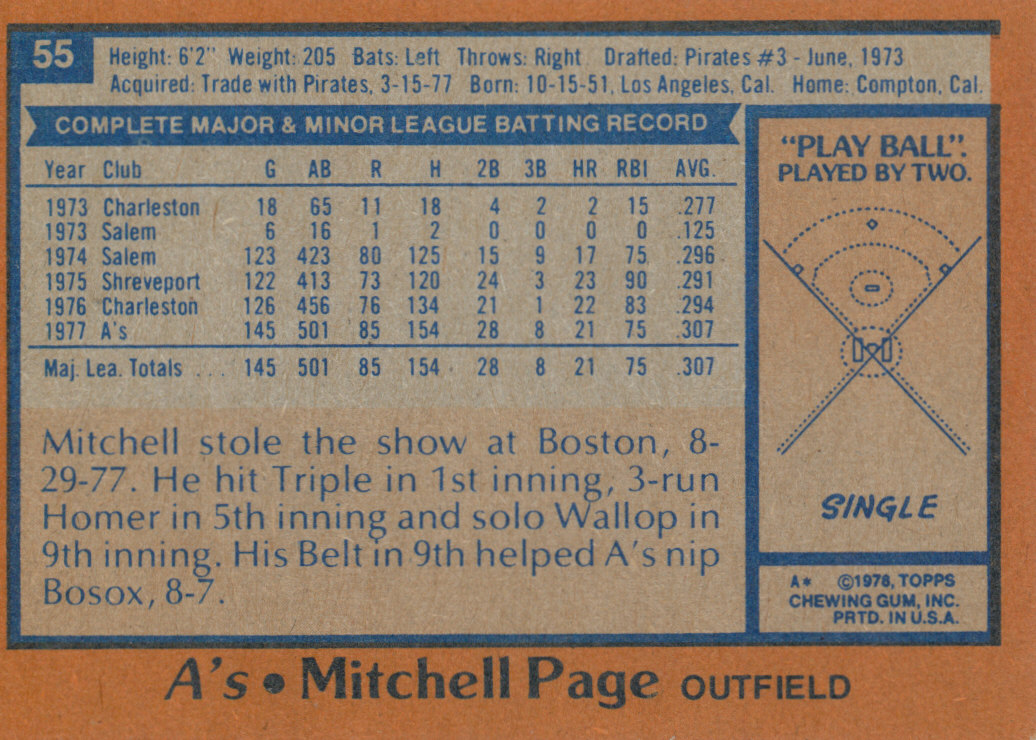 55
Height: 6'2" Weight: 205 Bats: Left Throws: Right Drafted: Pirates #3 - June, 1973
Acquired: Trade with Pirates, 3-15-77 Born: 10-15-51, Los Angeles, Cal. Home: Compton, Cal.
COMPLETE MAJOR & MINOR LEAGUE BATTING RECORD
Year Club G AB R H 2B 3B HR RBI AVG.
1973 Charleston 18 65 11 18 4 2 2 15 .277
1973 Salem 6 16 1 2 0 0 0 0 .125
1974 Salem 123 423 80 125 15 9 17 75 .296
1975 Shreveport 122 413 73 120 24 3 23 90 .291
1976 Charleston 126 456 76 134 21 1 22 83 .294
1977 A's 145 501 85 154 28 8 21 75 .307
Maj. Lea. Totals ... 145 501 85 154 28 8 21 75 .307
Mitchell stole the show at Boston, 8-
29-77. He hit Triple in 1st inning, 3-run
Homer in 5th inning and solo Wallop in
9th inning. His Belt in 9th helped A's nip
Bosox, 8-7.
"PLAY BALL".
PLAYED BY TWO.
SINGLE
A* ©1978, TOPPS
CHEWING GUM, INC.
PRTD. IN U.S.A.
A's • Mitchell Page OUTFIELD